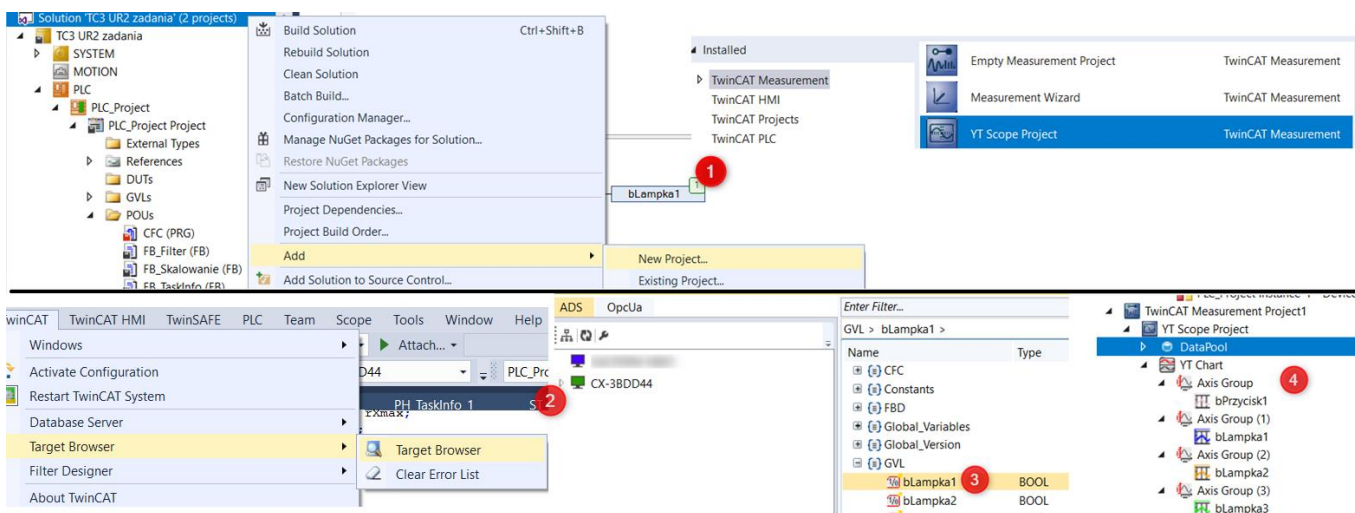 Solution 'TC3 UR2 zadania' (2 projects)
TC3 UR2 zadania
SYSTEM
MOTION
PLC
PLC_Project
PLC_Project Project
External Types
References
DUTs
GVLs
POUs
CFC (PRG)
FB_Filter (FB)
FB_Skalowanie (FB)
FB_TaskInfo (FB)
Build Solution Ctrl+Shift+B
Rebuild Solution
Clean Solution
Batch Build...
Configuration Manager...
Manage NuGet Packages for Solution...
Restore NuGet Packages
New Solution Explorer View
Project Dependencies...
Project Build Order...
Add
Add Solution to Source Control...
New Project...
Existing Project...
bLampka1
1
1
Installed
TwinCAT Measurement
TwinCAT HMI
TwinCAT Projects
TwinCAT PLC
Empty Measurement Project TwinCAT Measurement
Measurement Wizard TwinCAT Measurement
YT Scope Project TwinCAT Measurement
winCAT TwinCAT HMI TwinSAFE PLC Team Scope Tools Window Help
Attach...
DD44 PLC_Prc
Windows
Activate Configuration
Restart TwinCAT System
Database Server
Target Browser
Filter Designer
About TwinCAT
PH_TaskInfo_1 ST
rXmax;
2
Target Browser
Clear Error List
ADS OpcUa
CX-3BDD44
Enter Filter...
GVL > bLampka1 >
Name Type
CFC
Constants
FBD
Global_Variables
Global_Version
GVL
bLampka1 BOOL
3
bLampka2 BOOL
TwinCAT Measurement Project1
YT Scope Project
DataPool
YT Chart
Axis Group
4
bPrzycisk1
Axis Group (1)
bLampka1
Axis Group (2)
bLampka2
Axis Group (3)
bLampka3